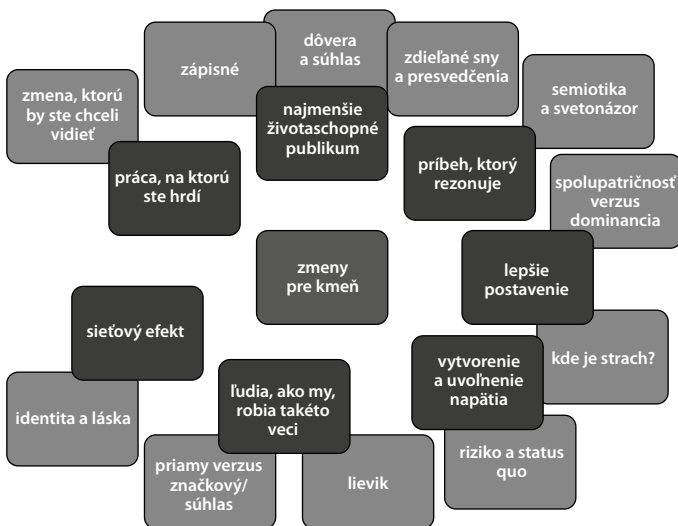 dôvera
a súhlas
zápisné
zdieľané sny
a presvedčenia
semiotika
a svetonázor
zmena, ktorú
by ste chceli
vidieť
najmenšie
životaschopné
publikum
príbeh, ktorý
rezonuje
práca, na ktorú
ste hrdí
spolupatričnosť
verzus
dominancia
zmeny
pre kmeň
lepšie
postavenie
sieťový efekt
kde je strach?
vytvorenie
a uvoľnenie
napätia
ľudia, ako my,
robia takéto
veci
identita a láska
riziko a status
quo
priamy verzus
značkový/
súhlas
lievik